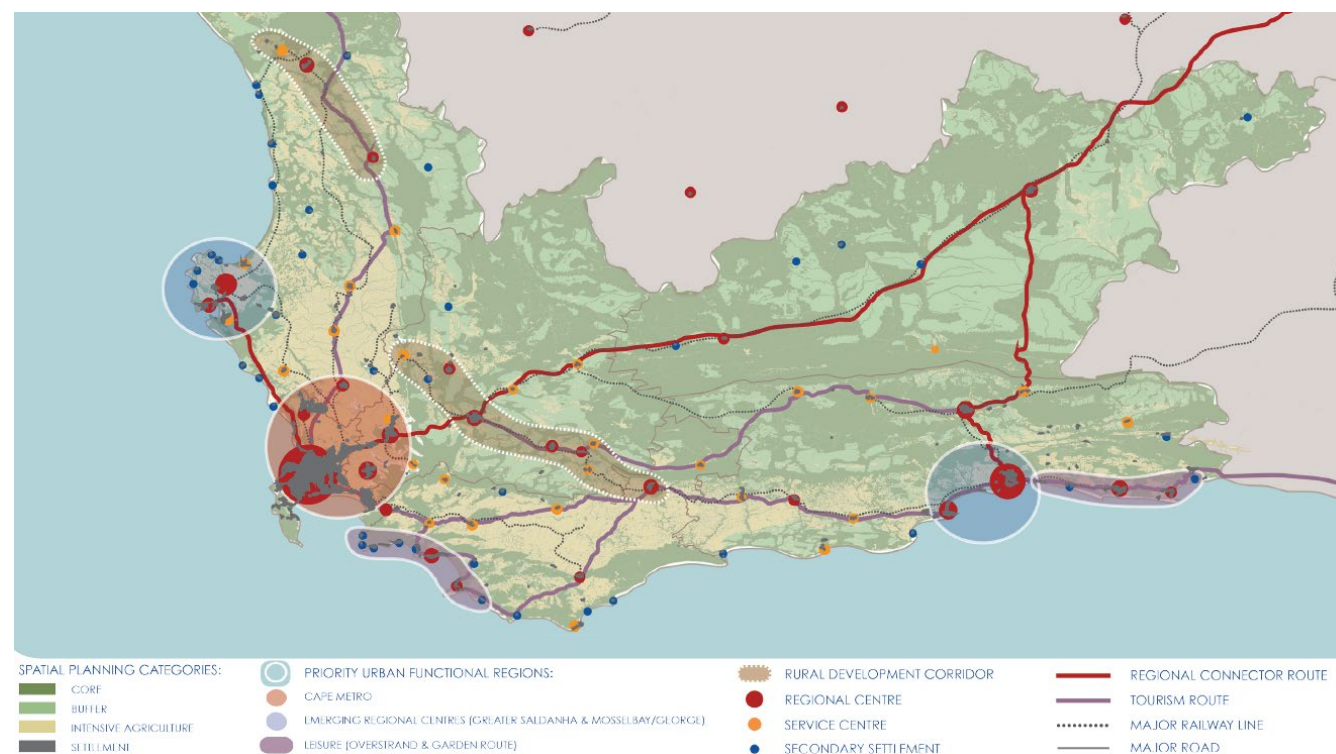 SPATIAL PLANNING CATEGORIES:
CORE
BUFFER
INTENSIVE AGRICULTURE
SETTLEMENT
PRIORITY URBAN FUNCTIONAL REGIONS:
CAPE METRO
EMERGING REGIONAL CENTRES (GREATER SALDANHA & MOSSELBAY/GEORGE)
LEISURE (OVERSTRAND & GARDEN ROUTE)
RURAL DEVELOPMENT CORRIDOR
REGIONAL CENTRE
SERVICE CENTRE
SECONDARY SETTLEMENT
REGIONAL CONNECTOR ROUTE
TOURISM ROUTE
MAJOR RAILWAY LINE
MAJOR ROAD